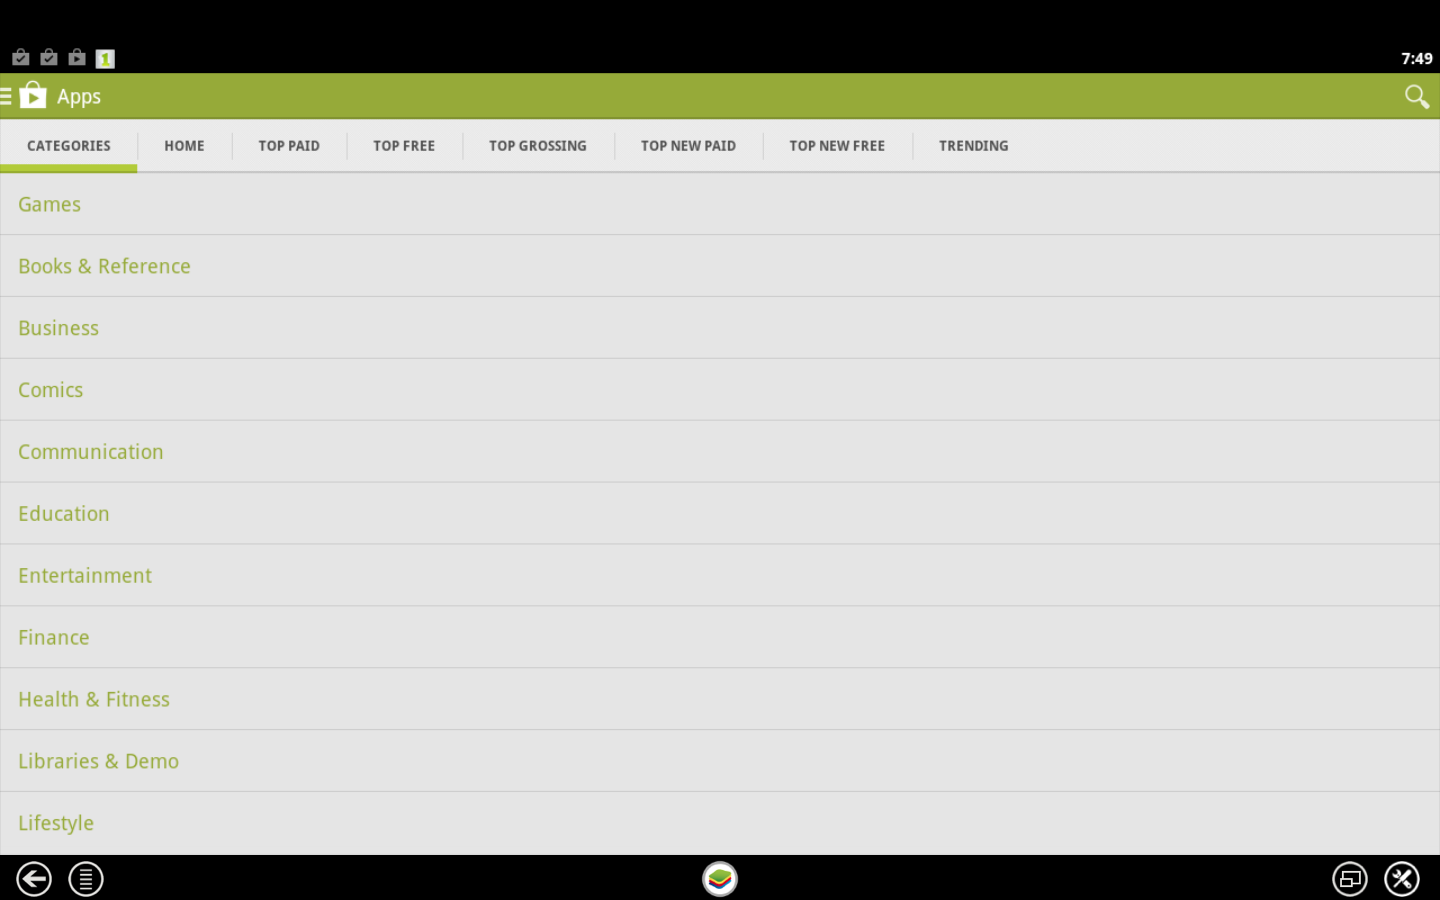 1
7:49
Apps
CATEGORIES
HOME
TOP PAID
TOP FREE
TOP GROSSING
TOP NEW PAID
TOP NEW FREE
TRENDING
Games
Books & Reference
Business
Comics
Communication
Education
Entertainment
Finance
Health & Fitness
Libraries & Demo
Lifestyle